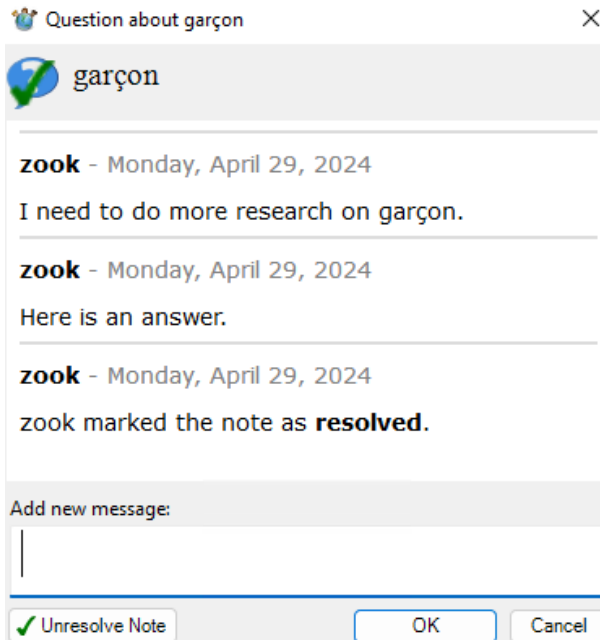 Question about garçon
garçon
zook - Monday, April 29, 2024
I need to do more research on garçon.
zook - Monday, April 29, 2024
Here is an answer.
zook - Monday, April 29, 2024
zook marked the note as resolved.
Add new message:
Unresolve Note OK Cancel